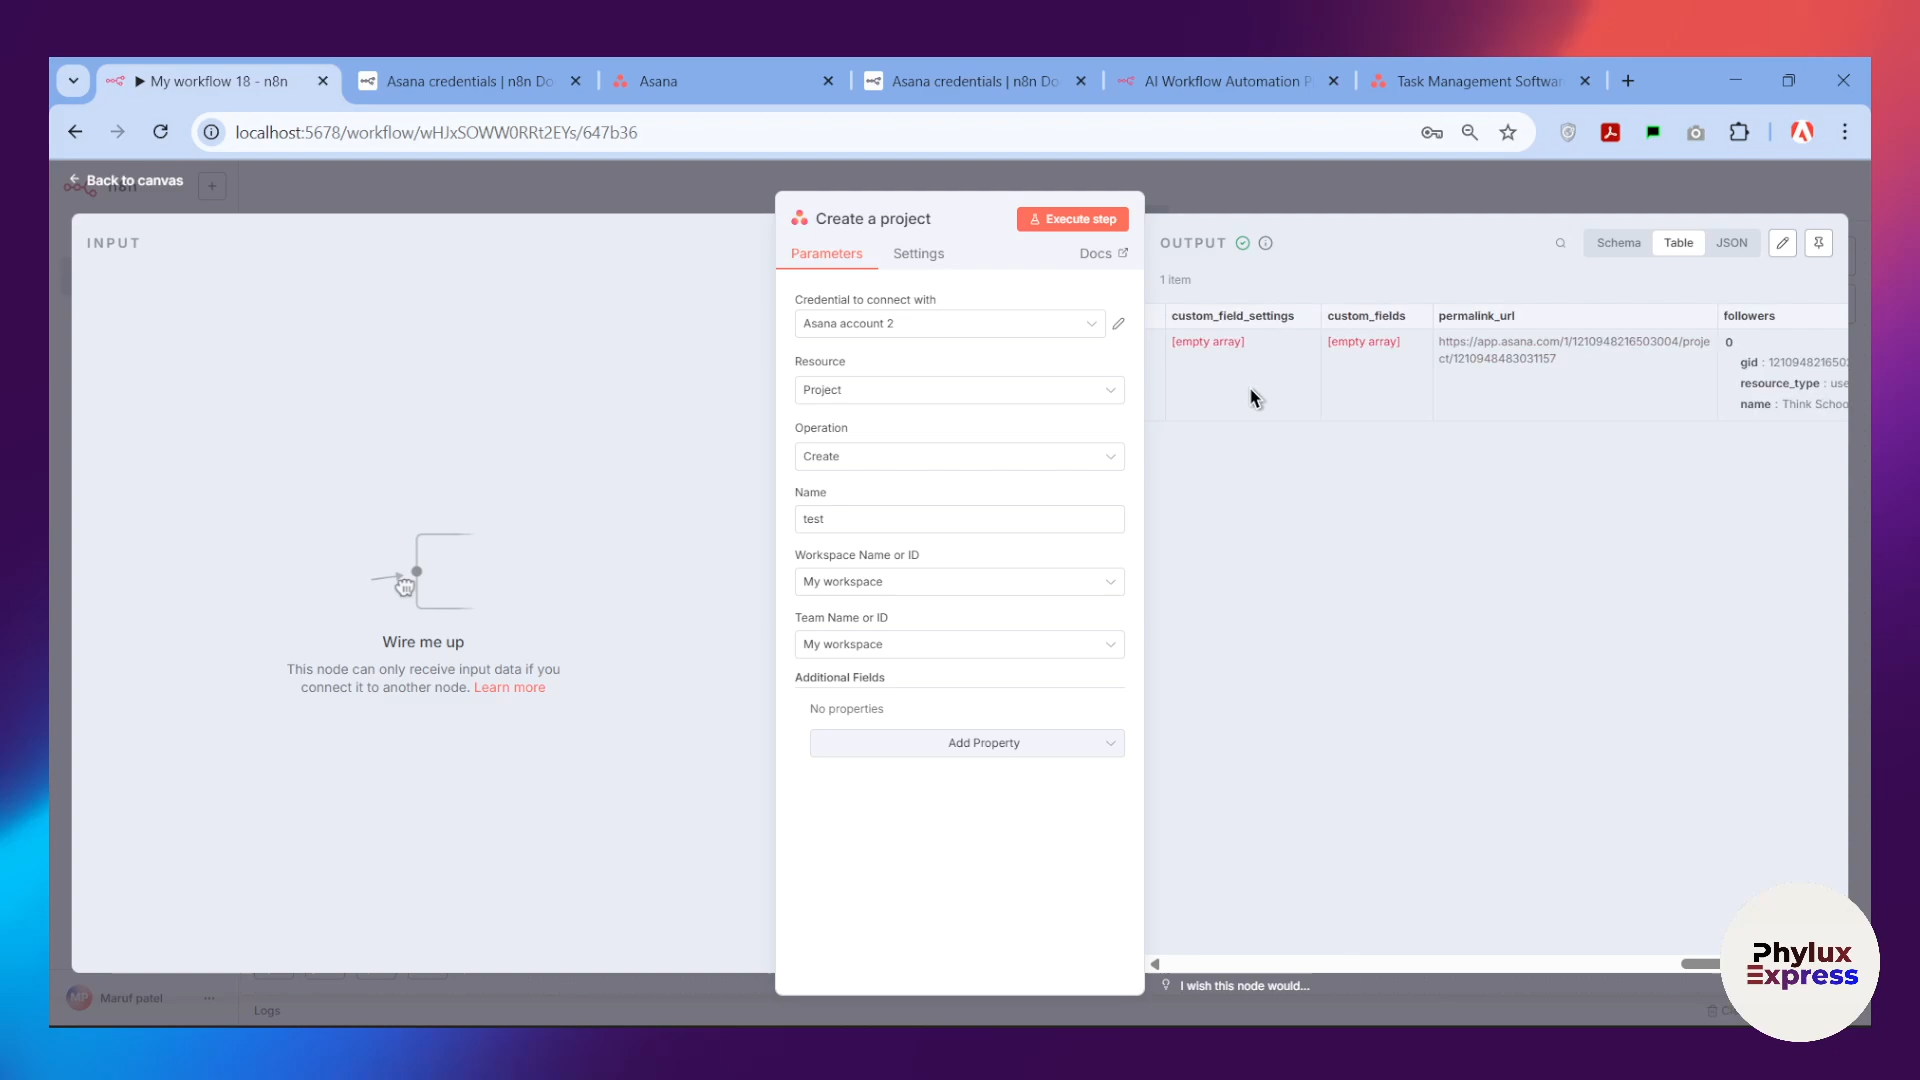 My workflow 18 - n8n
Asana credentials | n8n Do
Asana
Asana credentials | n8n Do
AI Workflow Automation P
Task Management Softwar
localhost:5678/workflow/wHJxSOWW0RRt2EYs/647b36
Back to canvas
INPUT
Wire me up
This node can only receive input data if you
connect it to another node. Learn more
Create a project
Execute step
Parameters
Settings
Docs
Credential to connect with
Asana account 2
Resource
Project
Operation
Create
Name
test
Workspace Name or ID
My workspace
Team Name or ID
My workspace
Additional Fields
No properties
Add Property
OUTPUT
Schema
Table
JSON
1 item
custom_field_settings
custom_fields
permalink_url
followers
[empty array]
[empty array]
https://app.asana.com/1/1210948216503004/proje
ct/1210948483031157
0
gid : 121094821650
resource_type : use
name : Think Schoo
I wish this node would...
MP
Maruf patel
Logs
Phylux
Express